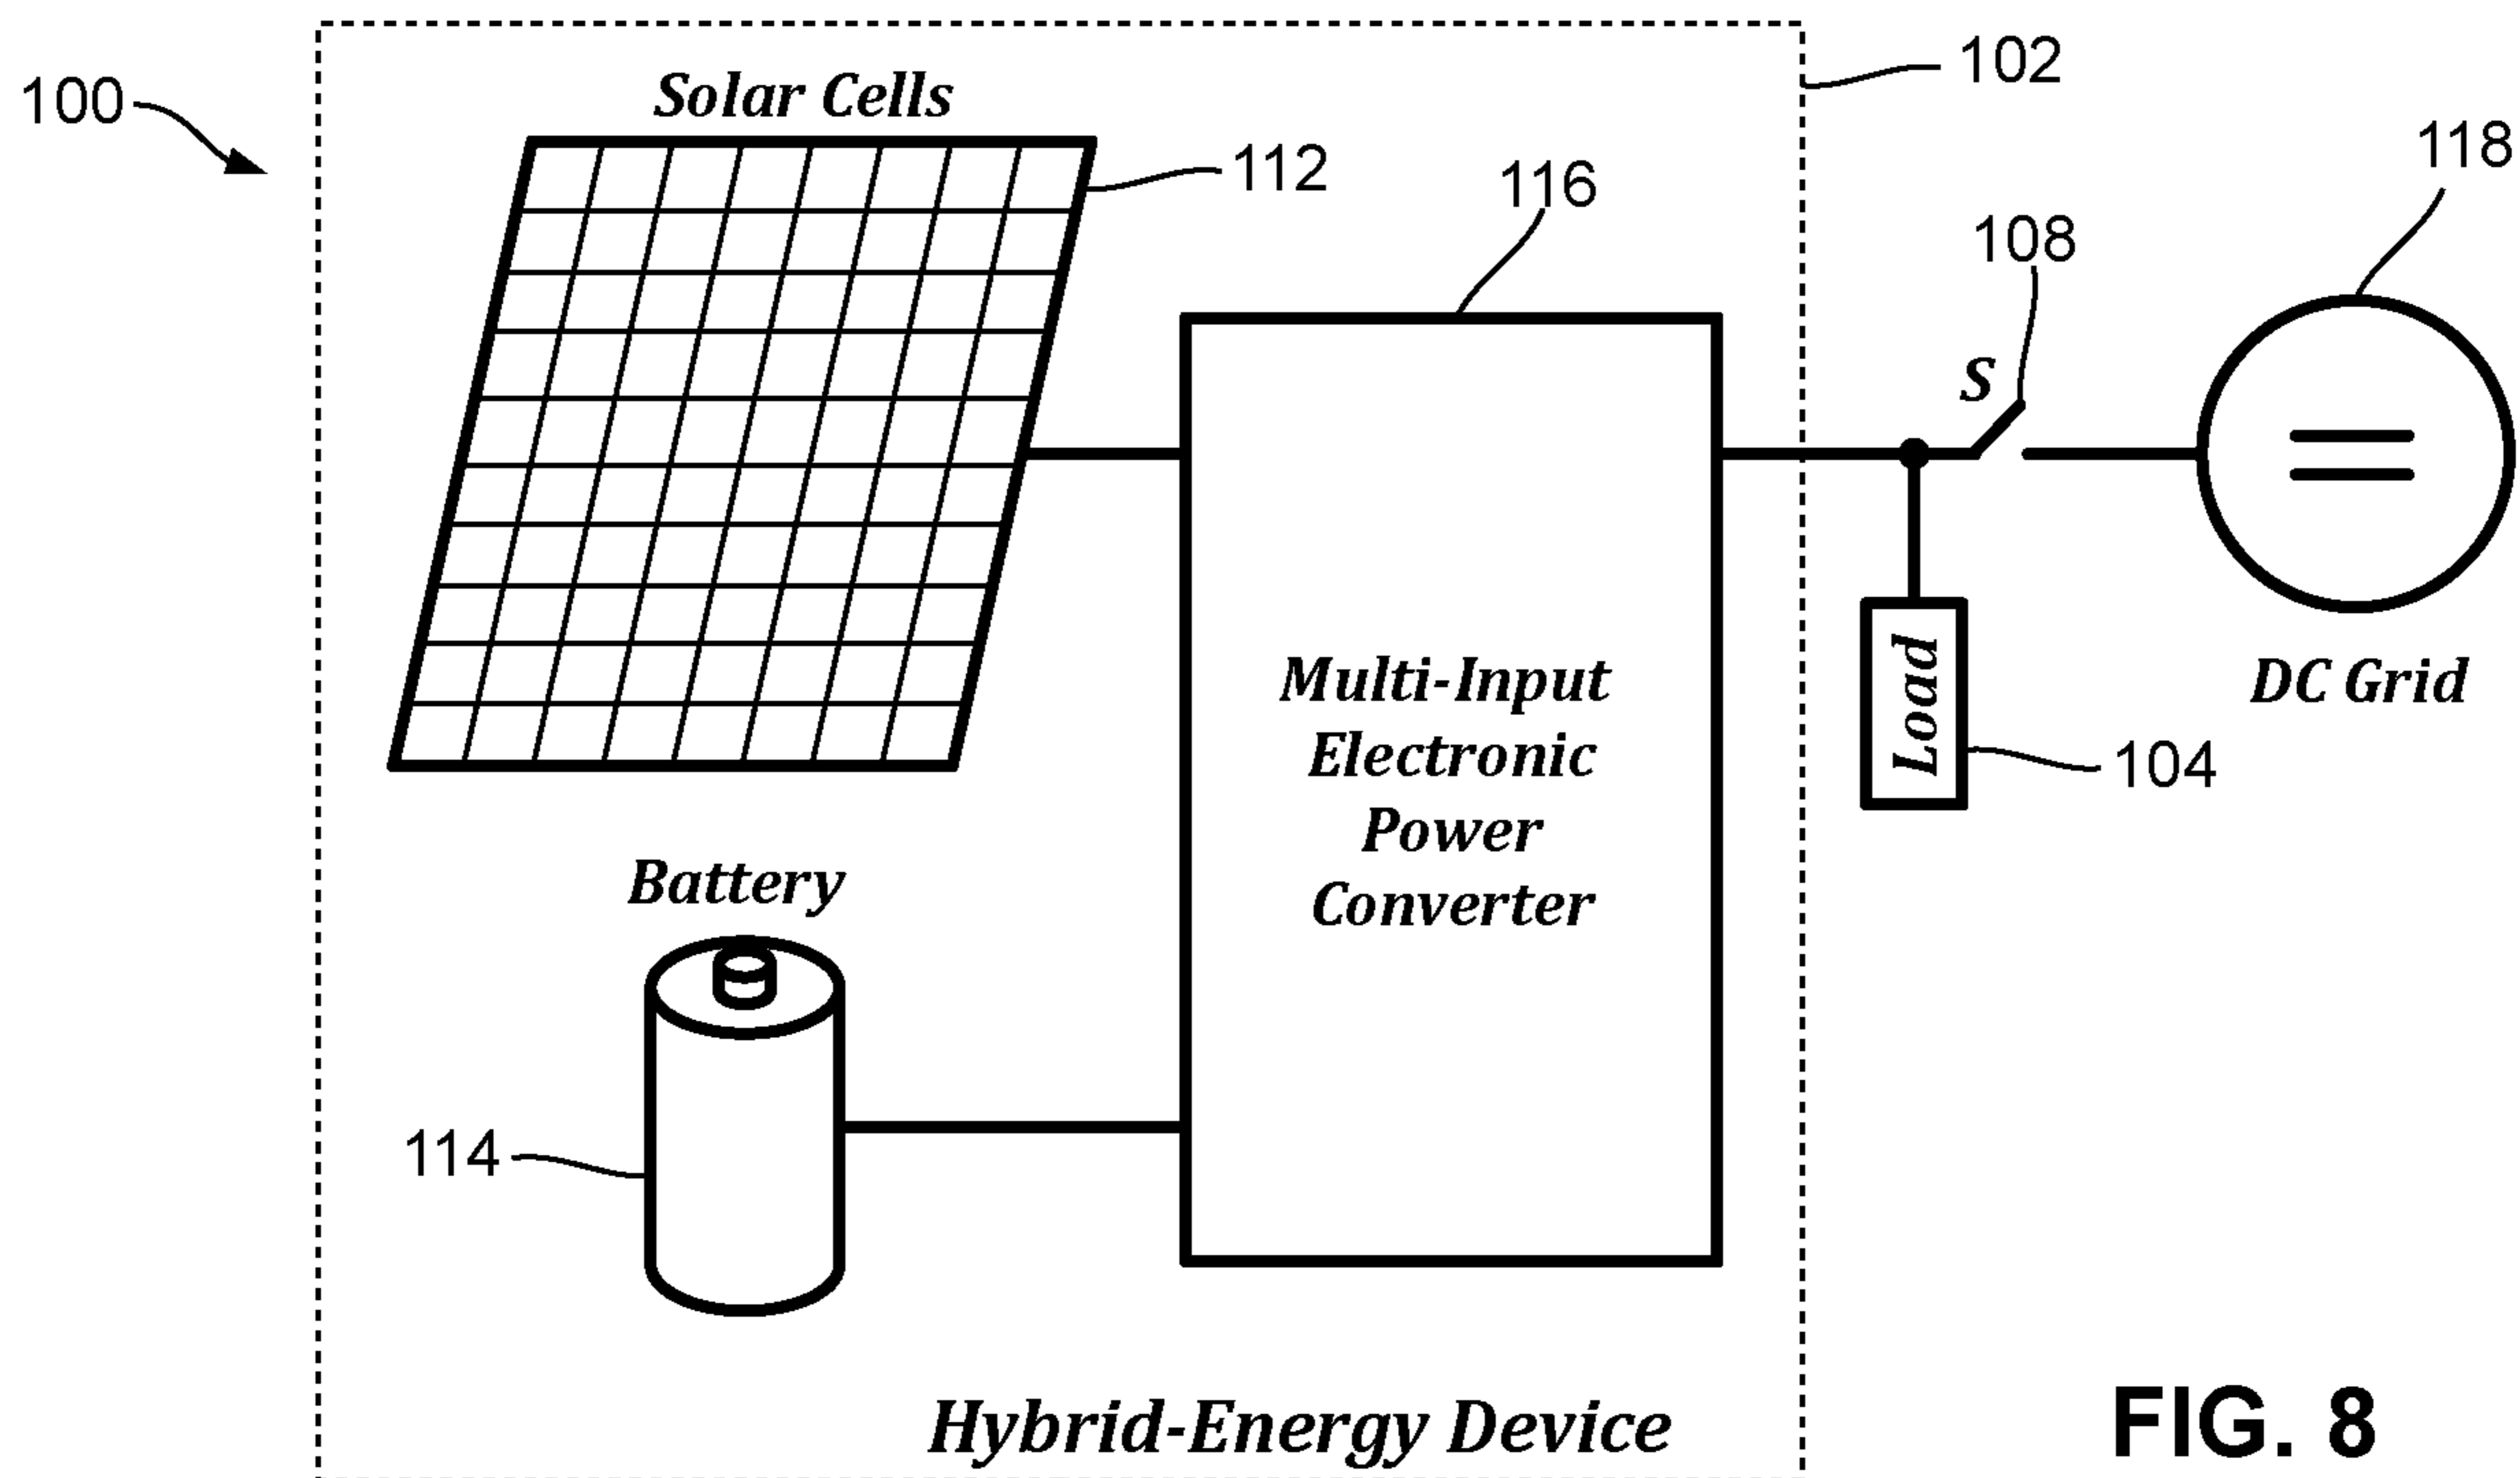 100
102
Solar Cells
112
116
118
108
S
Multi-Input
Electronic
Power
Converter
Load
DC Grid
104
Battery
114
Hybrid-Energy Device
FIG. 8